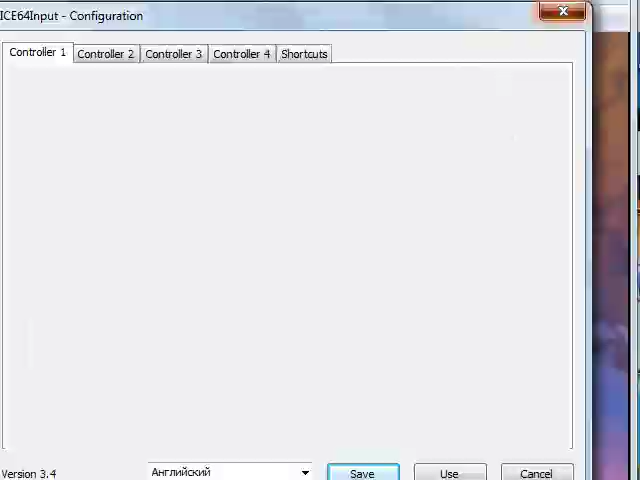 ICE64Input - Configuration
Controller 1 Controller 2 Controller 3 Controller 4 Shortcuts
Version 3.4 Английский Save Use Cancel